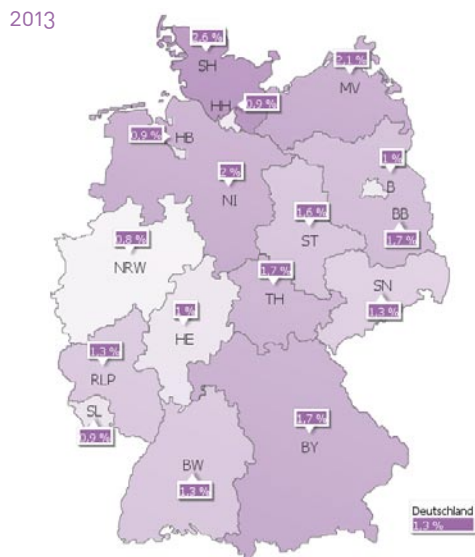 2013
2.6 %
SH
2.1 %
MV
HH
0.9 %
0.9 %
HB
1 %
B
2 %
NI
1.6 %
ST
BB
1.7 %
0.8 %
NRW
1.7 %
TH
SN
1.3 %
1 %
HE
1.3 %
RLP
SL
0.9 %
1.7 %
BY
BW
1.3 %
Deutschland
1.3 %